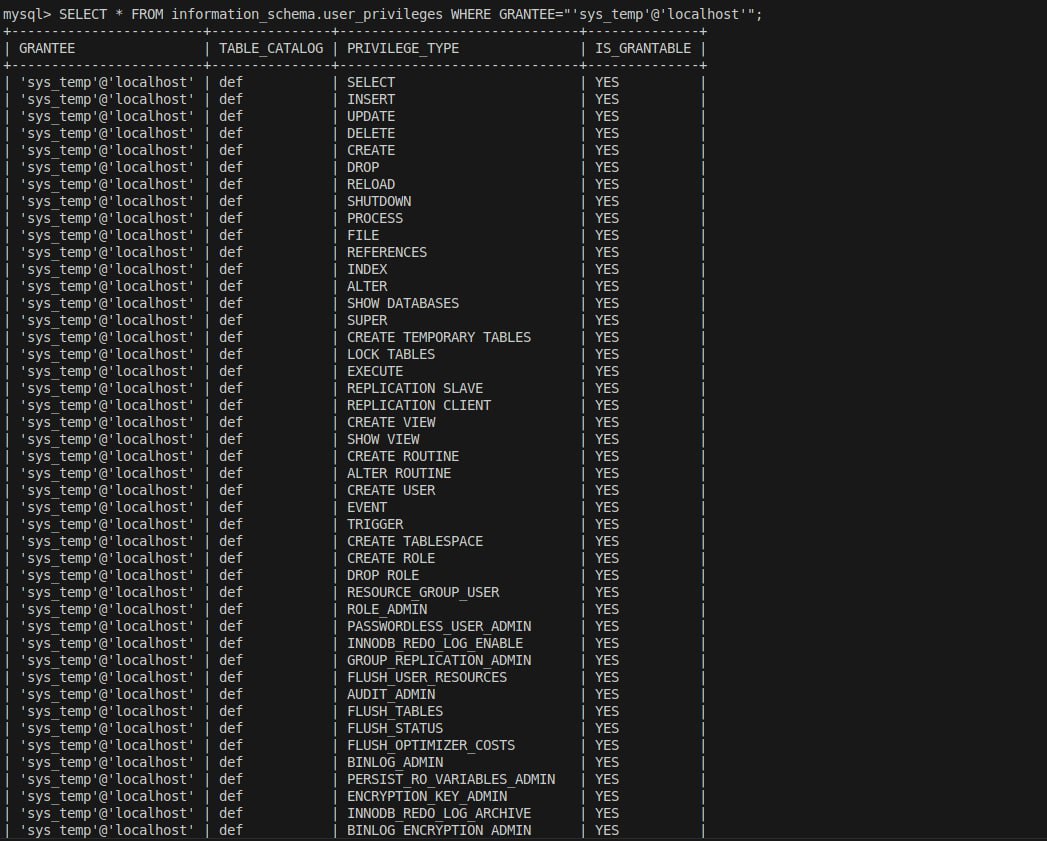 mysql> SELECT * FROM information_schema.user_privileges WHERE GRANTEE="'sys_temp'@'localhost'";
+------------------------+---------------+------------------------------+--------------+
| GRANTEE                | TABLE_CATALOG | PRIVILEGE_TYPE               | IS_GRANTABLE |
+------------------------+---------------+------------------------------+--------------+
| 'sys_temp'@'localhost' | def           | SELECT                       | YES          |
| 'sys_temp'@'localhost' | def           | INSERT                       | YES          |
| 'sys_temp'@'localhost' | def           | UPDATE                       | YES          |
| 'sys_temp'@'localhost' | def           | DELETE                       | YES          |
| 'sys_temp'@'localhost' | def           | CREATE                       | YES          |
| 'sys_temp'@'localhost' | def           | DROP                         | YES          |
| 'sys_temp'@'localhost' | def           | RELOAD                       | YES          |
| 'sys_temp'@'localhost' | def           | SHUTDOWN                     | YES          |
| 'sys_temp'@'localhost' | def           | PROCESS                      | YES          |
| 'sys_temp'@'localhost' | def           | FILE                         | YES          |
| 'sys_temp'@'localhost' | def           | REFERENCES                   | YES          |
| 'sys_temp'@'localhost' | def           | INDEX                        | YES          |
| 'sys_temp'@'localhost' | def           | ALTER                        | YES          |
| 'sys_temp'@'localhost' | def           | SHOW DATABASES               | YES          |
| 'sys_temp'@'localhost' | def           | SUPER                        | YES          |
| 'sys_temp'@'localhost' | def           | CREATE TEMPORARY TABLES      | YES          |
| 'sys_temp'@'localhost' | def           | LOCK TABLES                  | YES          |
| 'sys_temp'@'localhost' | def           | EXECUTE                      | YES          |
| 'sys_temp'@'localhost' | def           | REPLICATION SLAVE            | YES          |
| 'sys_temp'@'localhost' | def           | REPLICATION CLIENT           | YES          |
| 'sys_temp'@'localhost' | def           | CREATE VIEW                  | YES          |
| 'sys_temp'@'localhost' | def           | SHOW VIEW                    | YES          |
| 'sys_temp'@'localhost' | def           | CREATE ROUTINE               | YES          |
| 'sys_temp'@'localhost' | def           | ALTER ROUTINE                | YES          |
| 'sys_temp'@'localhost' | def           | CREATE USER                  | YES          |
| 'sys_temp'@'localhost' | def           | EVENT                        | YES          |
| 'sys_temp'@'localhost' | def           | TRIGGER                      | YES          |
| 'sys_temp'@'localhost' | def           | CREATE TABLESPACE            | YES          |
| 'sys_temp'@'localhost' | def           | CREATE ROLE                  | YES          |
| 'sys_temp'@'localhost' | def           | DROP ROLE                    | YES          |
| 'sys_temp'@'localhost' | def           | RESOURCE_GROUP_USER          | YES          |
| 'sys_temp'@'localhost' | def           | ROLE_ADMIN                   | YES          |
| 'sys_temp'@'localhost' | def           | PASSWORDLESS_USER_ADMIN      | YES          |
| 'sys_temp'@'localhost' | def           | INNODB_REDO_LOG_ENABLE       | YES          |
| 'sys_temp'@'localhost' | def           | GROUP_REPLICATION_ADMIN      | YES          |
| 'sys_temp'@'localhost' | def           | FLUSH_USER_RESOURCES         | YES          |
| 'sys_temp'@'localhost' | def           | AUDIT_ADMIN                  | YES          |
| 'sys_temp'@'localhost' | def           | FLUSH_TABLES                 | YES          |
| 'sys_temp'@'localhost' | def           | FLUSH_STATUS                 | YES          |
| 'sys_temp'@'localhost' | def           | FLUSH_OPTIMIZER_COSTS        | YES          |
| 'sys_temp'@'localhost' | def           | BINLOG_ADMIN                 | YES          |
| 'sys_temp'@'localhost' | def           | PERSIST_RO_VARIABLES_ADMIN   | YES          |
| 'sys_temp'@'localhost' | def           | ENCRYPTION_KEY_ADMIN         | YES          |
| 'sys_temp'@'localhost' | def           | INNODB_REDO_LOG_ARCHIVE      | YES          |
| 'sys_temp'@'localhost' | def           | BINLOG_ENCRYPTION_ADMIN      | YES          |